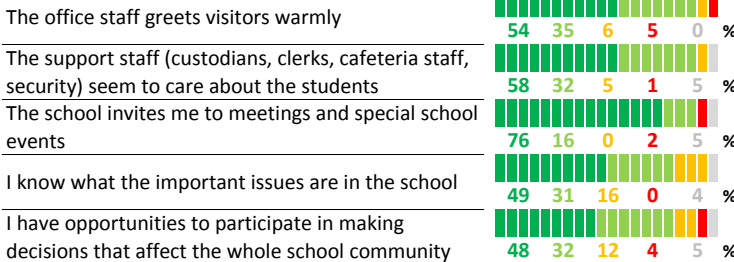 The office staff greets visitors warmly
54 35 6 5 0 %
The support staff (custodians, clerks, cafeteria staff,
security) seem to care about the students
58 32 5 1 5 %
The school invites me to meetings and special school
events
76 16 0 2 5 %
I know what the important issues are in the school
49 31 16 0 4 %
I have opportunities to participate in making
decisions that affect the whole school community
48 32 12 4 5 %